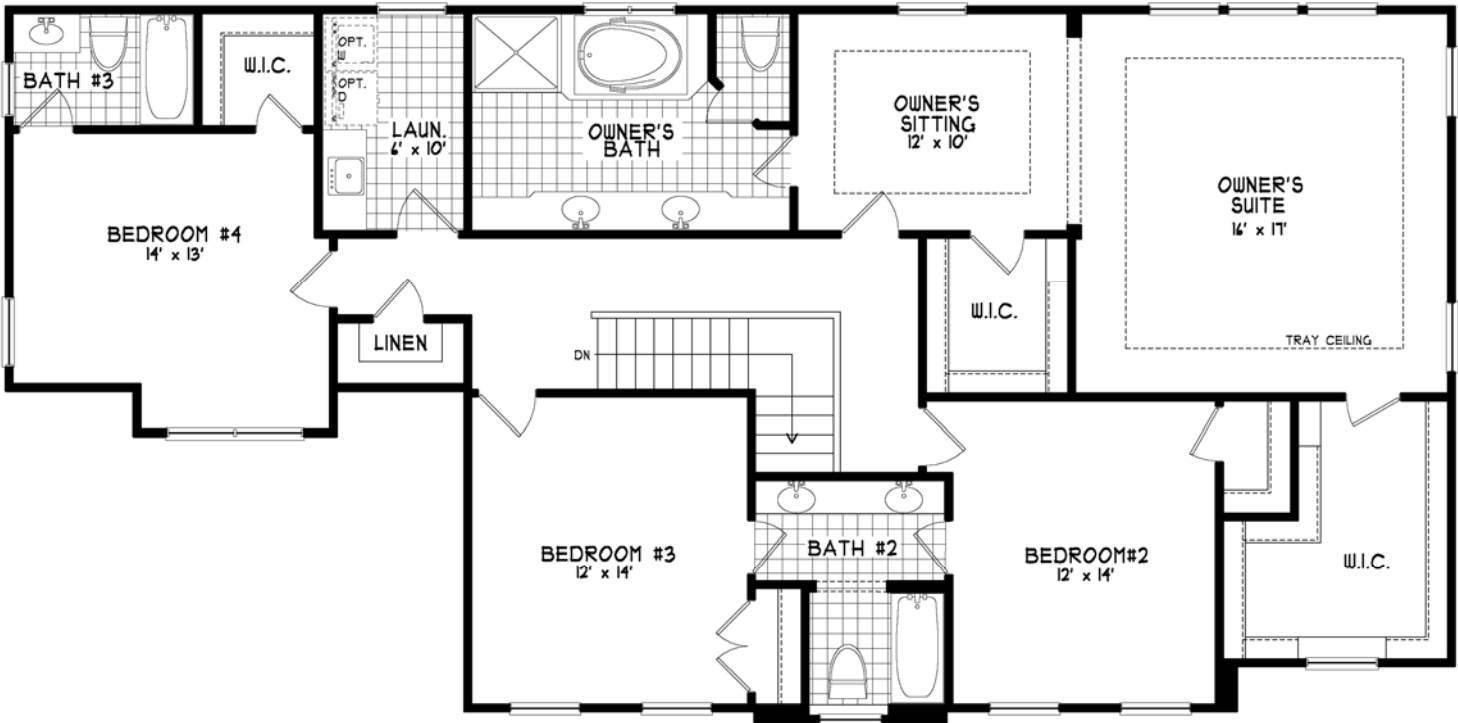 BATH #3
W.I.C.
OPT.
W
OPT.
D
LAUN.
6' x 10'
OWNER'S
BATH
OWNER'S
SITTING
12' x 10'
OWNER'S
SUITE
16' x 17'
TRAY CEILING
BEDROOM #4
14' x 13'
LINEN
DN
W.I.C.
BEDROOM #3
12' x 14'
BATH #2
BEDROOM#2
12' x 14'
W.I.C.